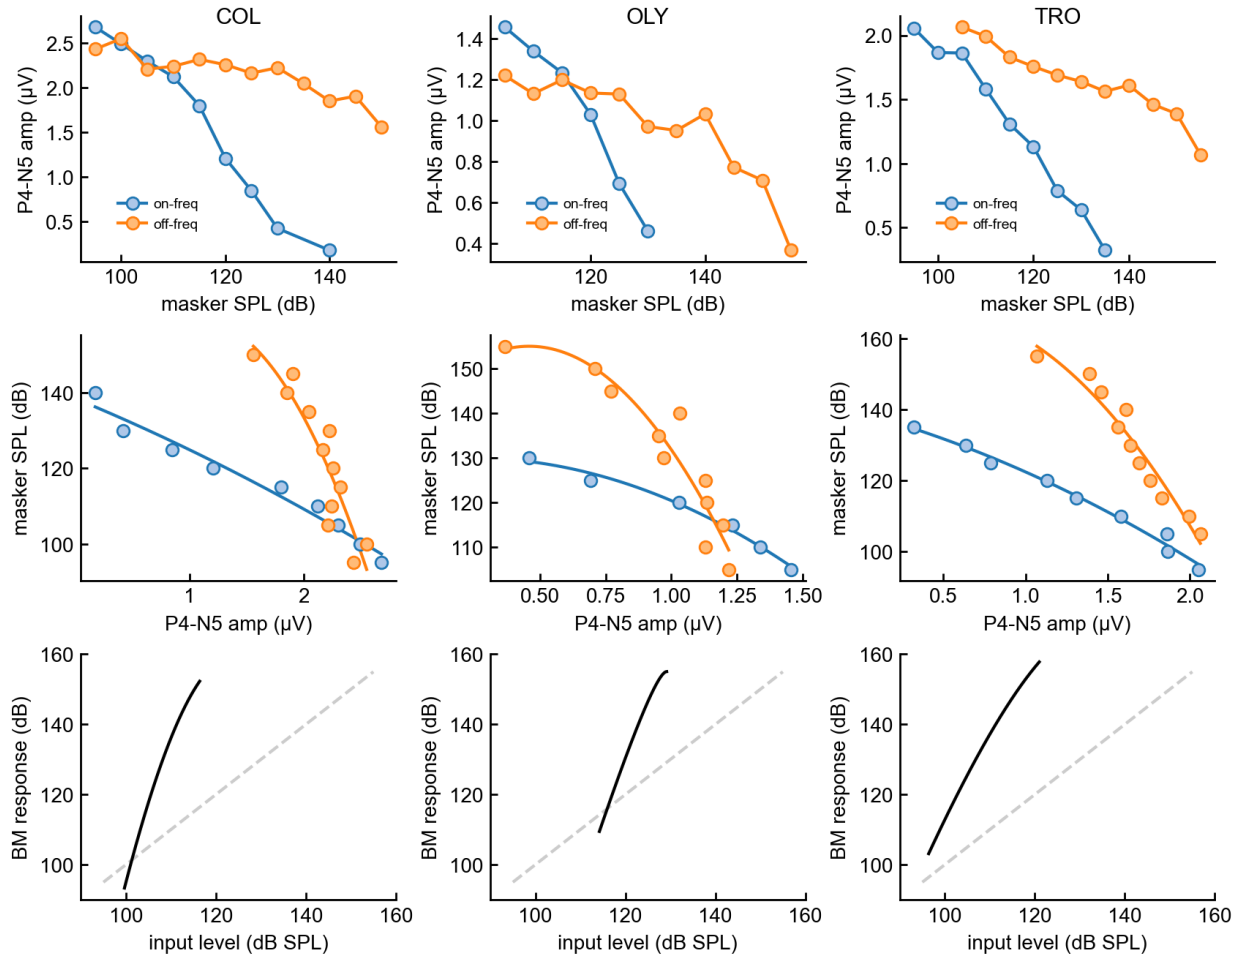 COL
OLY
TRO
P4-N5 amp (μV)
2.5
2.0
1.5
1.0
0.5
on-freq
off-freq
100
120
140
masker SPL (dB)
P4-N5 amp (μV)
1.4
1.2
1.0
0.8
0.6
0.4
on-freq
off-freq
120
140
masker SPL (dB)
P4-N5 amp (μV)
2.0
1.5
1.0
0.5
on-freq
off-freq
100
120
140
masker SPL (dB)
masker SPL (dB)
140
120
100
1
2
P4-N5 amp (μV)
masker SPL (dB)
150
140
130
120
110
0.50
0.75
1.00
1.25
1.50
P4-N5 amp (μV)
masker SPL (dB)
160
140
120
100
0.5
1.0
1.5
2.0
P4-N5 amp (μV)
BM response (dB)
160
140
120
100
100
120
140
160
input level (dB SPL)
BM response (dB)
160
140
120
100
100
120
140
160
input level (dB SPL)
BM response (dB)
160
140
120
100
100
120
140
160
input level (dB SPL)